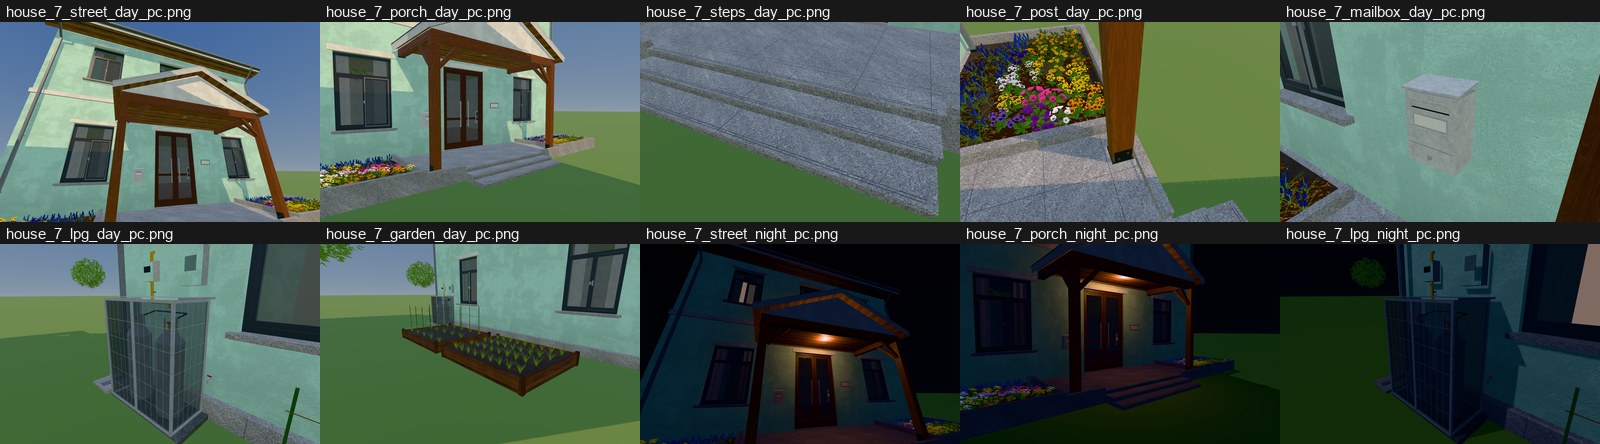 house_7_street_day_pc.png
house_7_porch_day_pc.png
house_7_steps_day_pc.png
house_7_post_day_pc.png
house_7_mailbox_day_pc.png
house_7_lpg_day_pc.png
house_7_garden_day_pc.png
house_7_street_night_pc.png
house_7_porch_night_pc.png
house_7_lpg_night_pc.png